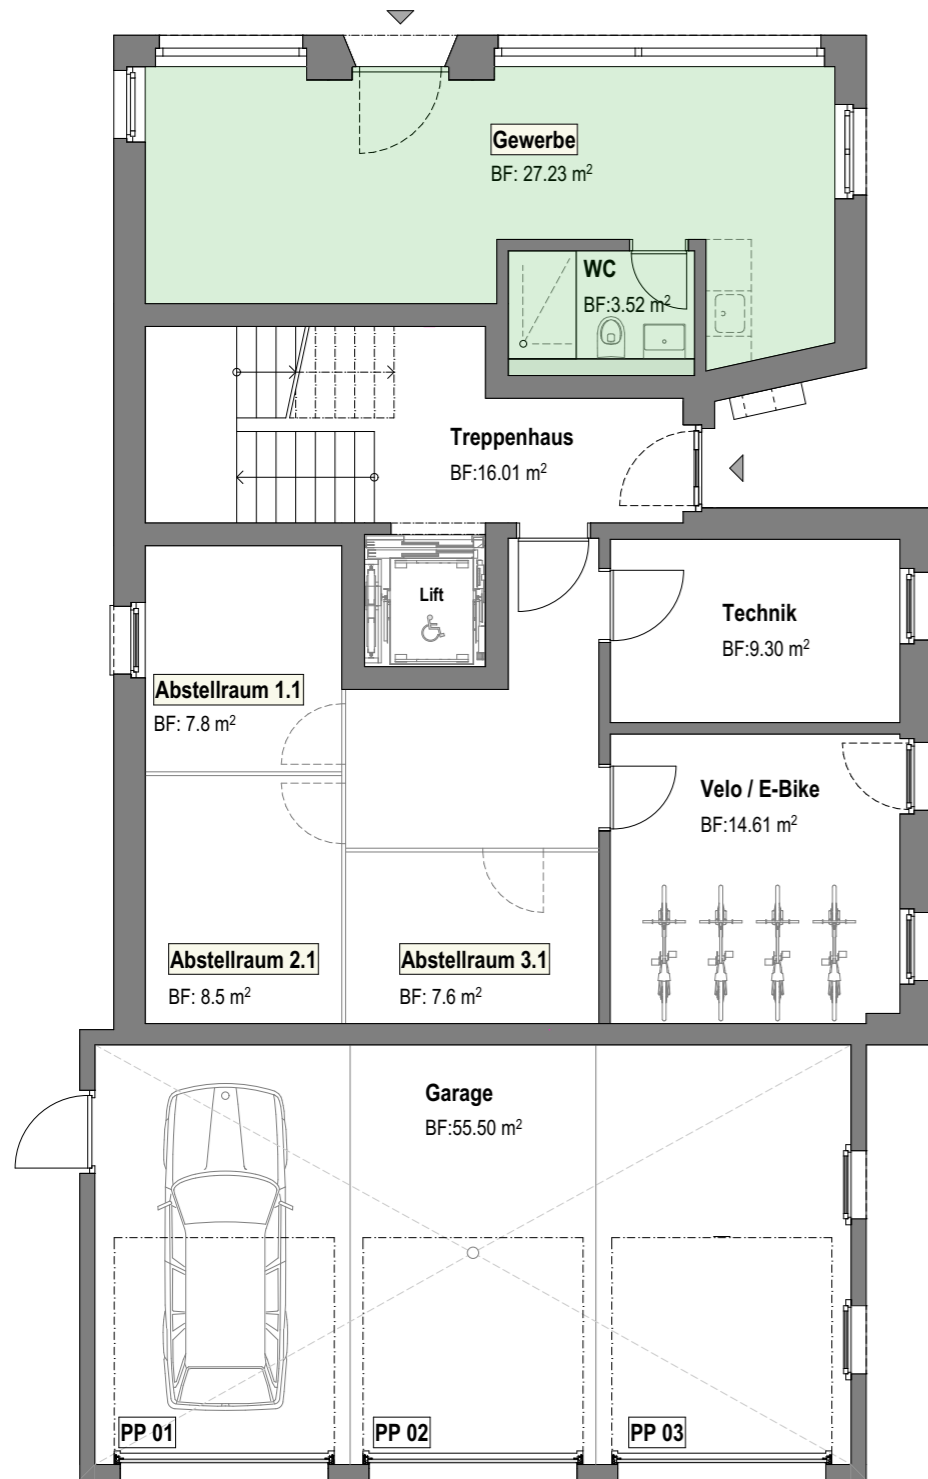 Gewerbe
BF: 27.23 m²
WC
BF:3.52 m²
Treppenhaus
BF:16.01 m²
Lift
Technik
BF:9.30 m²
Abstellraum 1.1
BF: 7.8 m²
Velo / E-Bike
BF:14.61 m²
Abstellraum 2.1
BF: 8.5 m²
Abstellraum 3.1
BF: 7.6 m²
Garage
BF:55.50 m²
PP 01
PP 02
PP 03